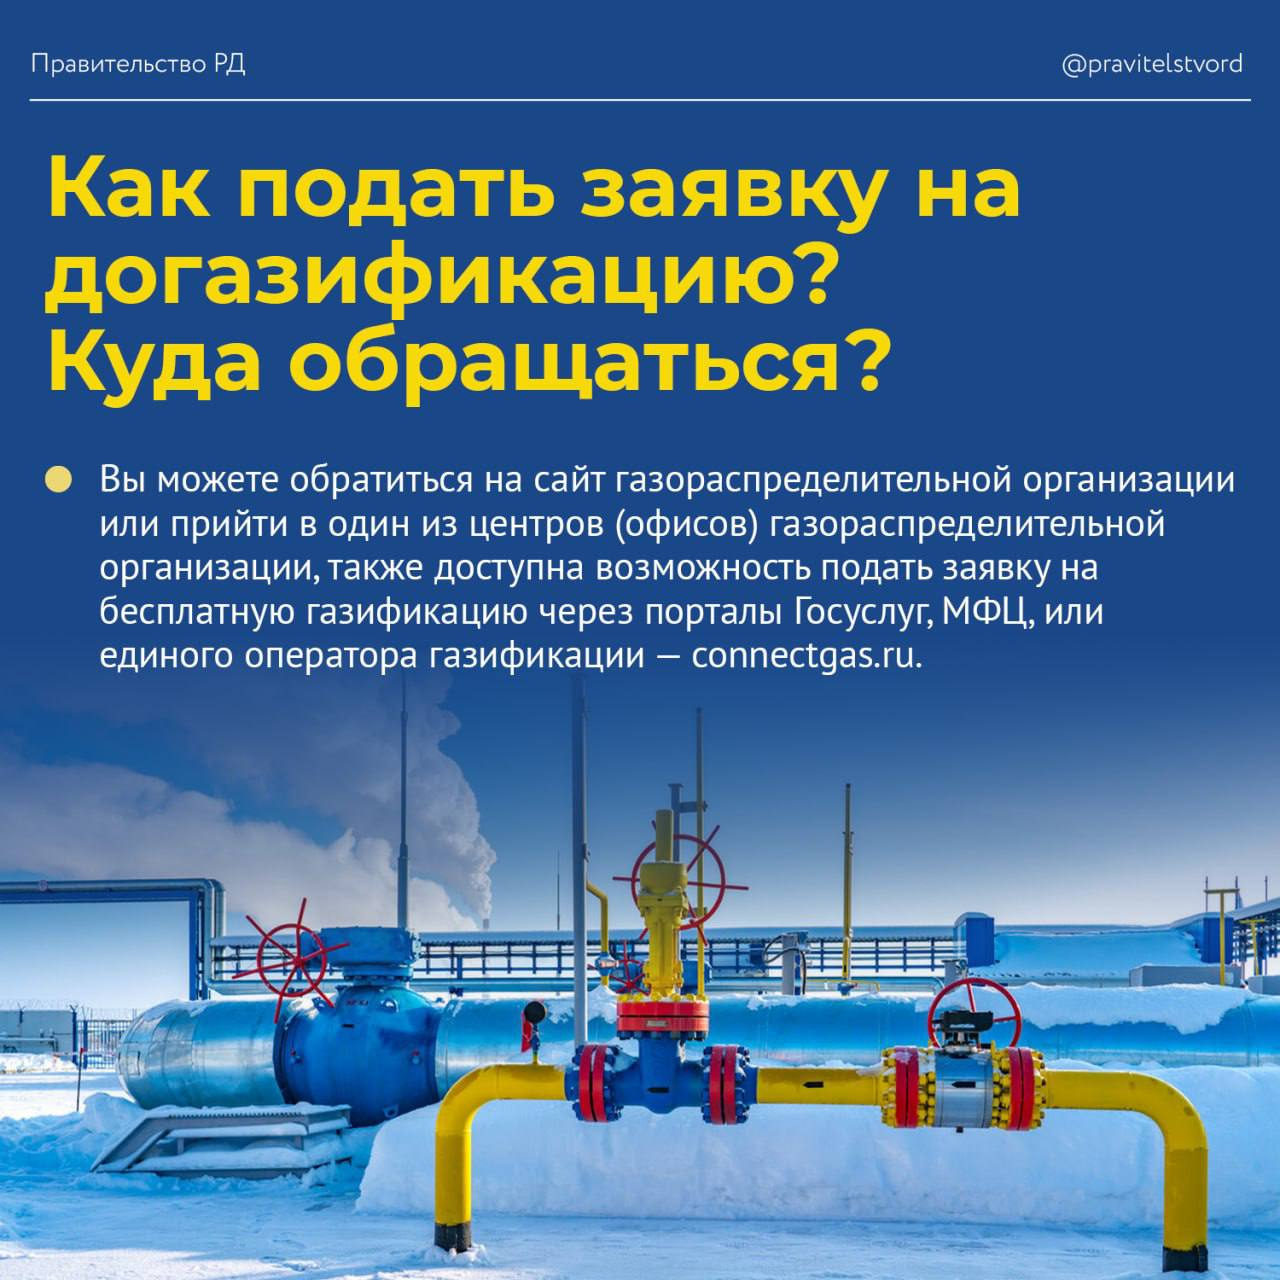 Правительство РД
@pravitelstvord
Как подать заявку на
догазификацию?
Куда обращаться?
Вы можете обратиться на сайт газораспределительной организации
или прийти в один из центров (офисов) газораспределительной
организации, также доступна возможность подать заявку на
бесплатную газификацию через порталы Госуслуг, МФЦ, или
единого оператора газификации — connectgas.ru.